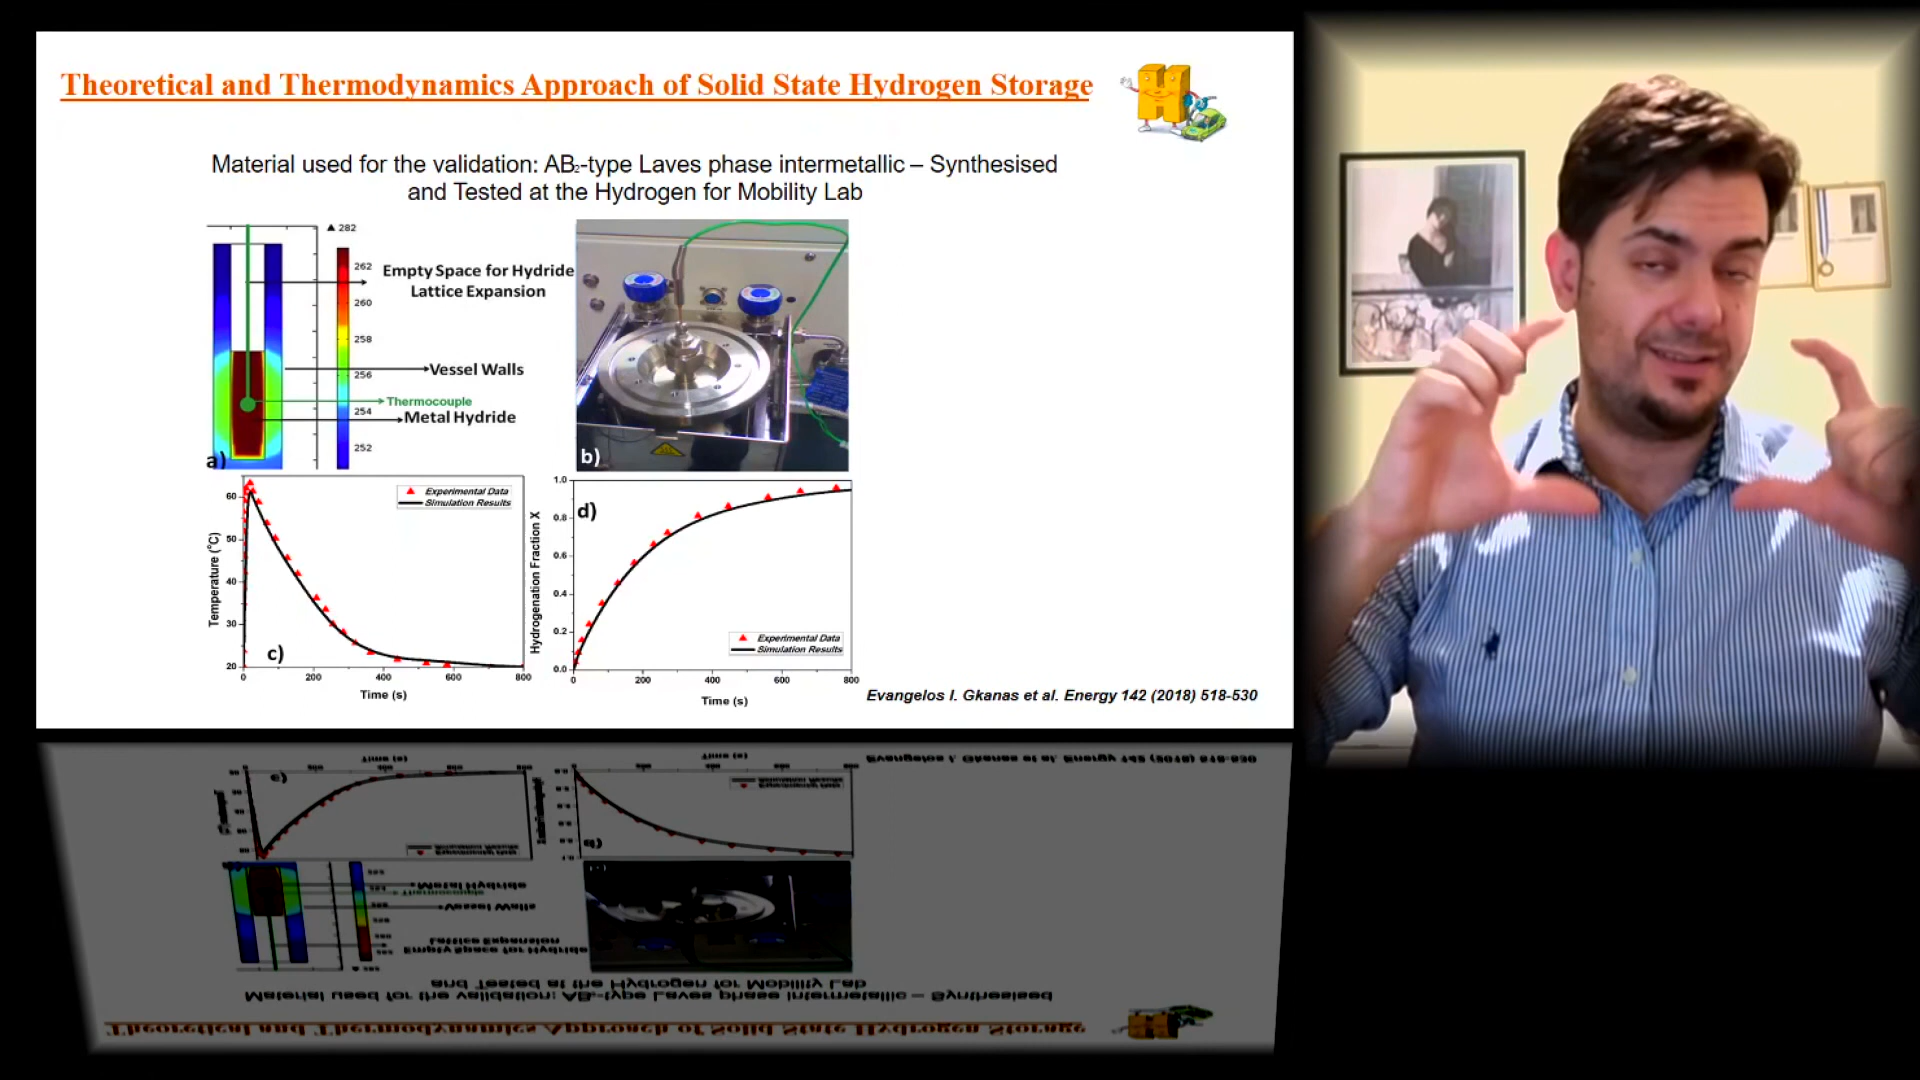 Theoretical and Thermodynamics Approach of Solid State Hydrogen Storage
Material used for the validation: AB2-type Laves phase intermetallic – Synthesised
and Tested at the Hydrogen for Mobility Lab
▲ 282
262
260
258
256
254
252
Empty Space for Hydride
Lattice Expansion
Vessel Walls
Thermocouple
Metal Hydride
a)
b)
Experimental Data
Simulation Results
Temperature (°C)
60
50
40
30
20
c)
0
200
400
600
800
Time (s)
d)
Hydrogenation Fraction X
1.0
0.8
0.6
0.4
0.2
0.0
Experimental Data
Simulation Results
0
200
400
600
800
Time (s)
Evangelos I. Gkanas et al. Energy 142 (2018) 518-530